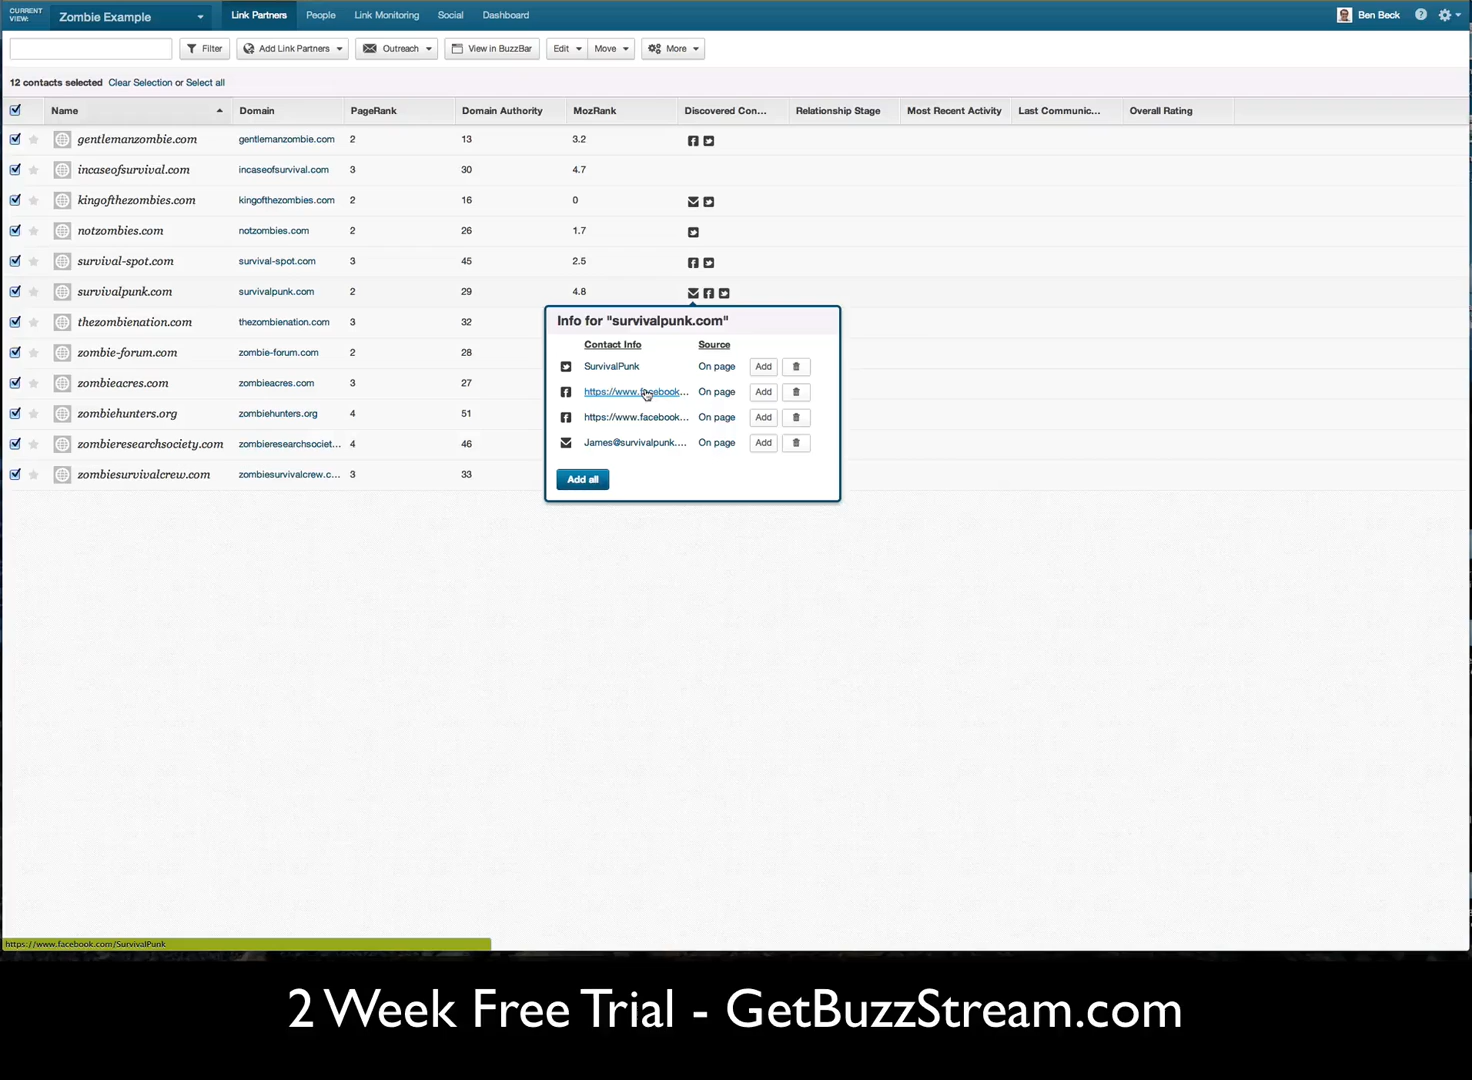 CURRENT VIEW: Zombie Example Link Partners People Link Monitoring Social Dashboard Ben Beck
Filter Add Link Partners Outreach View in BuzzBar Edit Move More
12 contacts selected Clear Selection or Select all
Name Domain PageRank Domain Authority MozRank Discovered Con... Relationship Stage Most Recent Activity Last Communic... Overall Rating
gentlemanzombie.com gentlemanzombie.com 2 13 3.2
incaseofsurvival.com incaseofsurvival.com 3 30 4.7
kingofthezombies.com kingofthezombies.com 2 16 0
notzombies.com notzombies.com 2 26 1.7
survival-spot.com survival-spot.com 3 45 2.5
survivalpunk.com survivalpunk.com 2 29 4.8
thezombienation.com thezombienation.com 3 32
zombie-forum.com zombie-forum.com 2 28
zombieacres.com zombieacres.com 3 27
zombiehunters.org zombiehunters.org 4 51
zombieresearchsociety.com zombieresearchsociet... 4 46
zombiesurvivalcrew.com zombiesurvivalcrew.c... 3 33
Info for "survivalpunk.com"
Contact Info Source
SurvivalPunk On page Add
https://www.facebook... On page Add
https://www.facebook... On page Add
James@survivalpunk.... On page Add
Add all
https://www.facebook.com/SurvivalPunk
2 Week Free Trial - GetBuzzStream.com